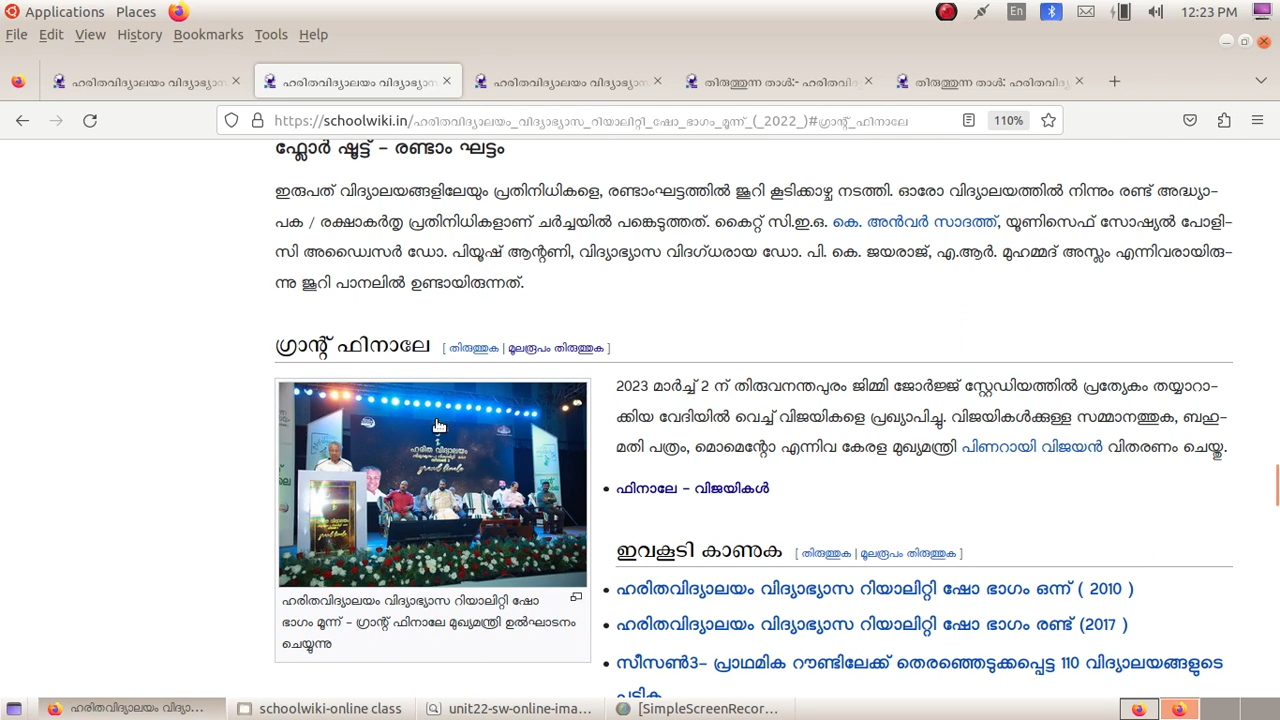 Applications Places En 12:23 PM
File Edit View History Bookmarks Tools Help
ഹരിതവിദ്യാലയം വിദ്യാഭ്യാസ ഹരിതവിദ്യാലയം വിദ്യാഭ്യാസ ഹരിതവിദ്യാലയം വിദ്യാഭ്യാസ തിരുത്തുന്ന താൾ:- ഹരിതവിദ് തിരുത്തുന്ന താൾ: ഹരിതവിദ്
https://schoolwiki.in/ഹരിതവിദ്യാലയം_വിദ്യാഭ്യാസ_റിയാലിറ്റി_ഷോ_ഭാഗം_മൂന്ന്_(_2022_)#ഗ്രാന്റ്_ഫിനാലേ 110%
ഫ്ലോർ ഷൂട്ട് – രണ്ടാം ഘട്ടം
ഇരുപത് വിദ്യാലയങ്ങളിലേയും പ്രതിനിധികളെ, രണ്ടാംഘട്ടത്തിൽ ജൂറി കൂടിക്കാഴ്ച നടത്തി. ഓരോ വിദ്യാലയത്തിൽ നിന്നും രണ്ട് അദ്ധ്യാ-
പക / രക്ഷാകർതൃ പ്രതിനിധികളാണ് ചർച്ചയിൽ പങ്കെടുത്തത്. കൈറ്റ് സി.ഇ.ഒ. കെ. അൻവർ സാദത്ത്, യൂണിസെഫ് സോഷ്യൽ പോളി-
സി അഡൈസർ ഡോ. പിയൂഷ് ആന്റണി, വിദ്യാഭ്യാസ വിദഗ്ധരായ ഡോ. പി. കെ. ജയരാജ്, എ.ആർ. മുഹമ്മദ് അസ്ലം എന്നിവരായിരു-
ന്നു ജൂറി പാനലിൽ ഉണ്ടായിരുന്നത്.
ഗ്രാന്റ് ഫിനാലേ [ തിരുത്തുക | മൂലരൂപം തിരുത്തുക ]
2023 മാർച്ച് 2 ന് തിരുവനന്തപുരം ജിമ്മി ജോർജ്ജ് സ്റ്റേഡിയത്തിൽ പ്രത്യേകം തയ്യാറാ-
ക്കിയ വേദിയിൽ വെച്ച് വിജയികളെ പ്രഖ്യാപിച്ചു. വിജയികൾക്കുള്ള സമ്മാനത്തുക, ബഹു-
മതി പത്രം, മൊമെന്റോ എന്നിവ കേരള മുഖ്യമന്ത്രി പിണറായി വിജയൻ വിതരണം ചെയ്തു.
• ഫിനാലേ – വിജയികൾ
ഹരിത വിദ്യാലയം
grand finale
ഹരിതവിദ്യാലയം വിദ്യാഭ്യാസ റിയാലിറ്റി ഷോ
ഭാഗം മൂന്ന് – ഗ്രാന്റ് ഫിനാലേ മുഖ്യമന്ത്രി ഉൽഘാടനം
ചെയ്യുന്നു
ഇവകൂടി കാണുക [ തിരുത്തുക | മൂലരൂപം തിരുത്തുക ]
• ഹരിതവിദ്യാലയം വിദ്യാഭ്യാസ റിയാലിറ്റി ഷോ ഭാഗം ഒന്ന് ( 2010 )
• ഹരിതവിദ്യാലയം വിദ്യാഭ്യാസ റിയാലിറ്റി ഷോ ഭാഗം രണ്ട് (2017 )
• സീസൺ3– പ്രാഥമിക റൗണ്ടിലേക്ക് തെരഞ്ഞെടുക്കപ്പെട്ട 110 വിദ്യാലയങ്ങളുടെ
പട്ടിക
ഹരിതവിദ്യാലയം വിദ്യാ... schoolwiki-online class unit22-sw-online-ima... [SimpleScreenRecor...